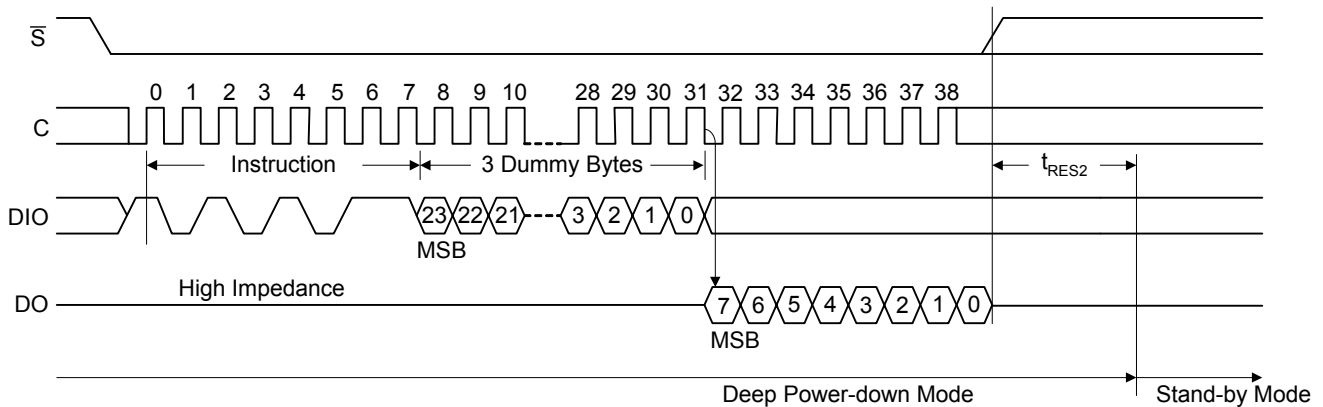 S
0 1 2 3 4 5 6 7 8 9 10 28 29 30 31 32 33 34 35 36 37 38
C
Instruction 3 Dummy Bytes tRES2
DIO 23 22 21 3 2 1 0
MSB
High Impedance
DO 7 6 5 4 3 2 1 0
MSB
Deep Power-down Mode Stand-by Mode